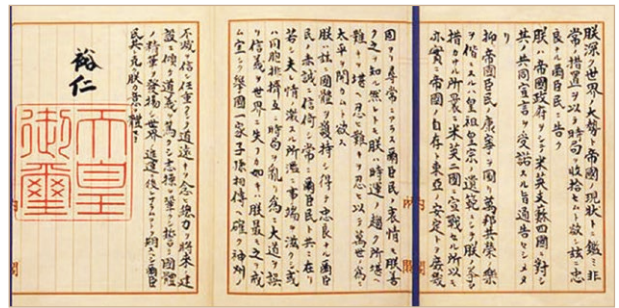 朕深ク世界ノ大勢ト帝國ノ現狀トニ鑑ミ非
常ノ措置ヲ以テ時局ヲ收拾セムト欲シ茲ニ忠
良ナル爾臣民ニ告ク
朕ハ帝國政府ヲシテ米英支蘇四國ニ對シ
其ノ共同宣言ヲ受諾スル旨通告セシメタリ
抑〻帝國臣民ノ康寧ヲ圖リ萬邦共榮ノ樂
ヲ偕ニスルハ皇祖皇宗ノ遺範ニシテ朕ノ拳々
措カサル所曩ニ米英二國ニ宣戰セル所以モ
亦實ニ帝國ノ自存ト東亞ノ安定トヲ庶幾
內閣
固ヨリ尋常ニアラス爾臣民ノ衷情モ朕善
ク之ヲ知ル然レトモ朕ハ時運ノ趨ク所堪ヘ
難キヲ堪ヘ忍ヒ難キヲ忍ヒ以テ萬世ノ爲ニ
太平ヲ開カムト欲ス
朕ハ茲ニ國體ヲ護持シ得テ忠良ナル爾臣
民ノ赤誠ニ信倚シ常ニ爾臣民ト共ニ在リ
若シ夫レ情ノ激スル所濫ニ事端ヲ滋クシ或
ハ同胞排擠互ニ時局ヲ亂リ爲ニ大道ヲ誤
リ信義ヲ世界ニ失フカ如キハ朕最モ之ヲ戒
ム宜シク擧國一家子孫相傳ヘ確ク神州ノ
不滅ヲ信シ任重クシテ道遠キヲ念ヒ總力ヲ將來ノ建
設ニ傾ケ道義ヲ篤クシ志操ヲ鞏クシ誓テ國體
ノ精華ヲ發揚シ世界ノ進運ニ後レサラムコトヲ期スヘシ爾臣
民其レ克ク朕カ意ヲ體セヨ
裕仁
天皇
御璽
內閣